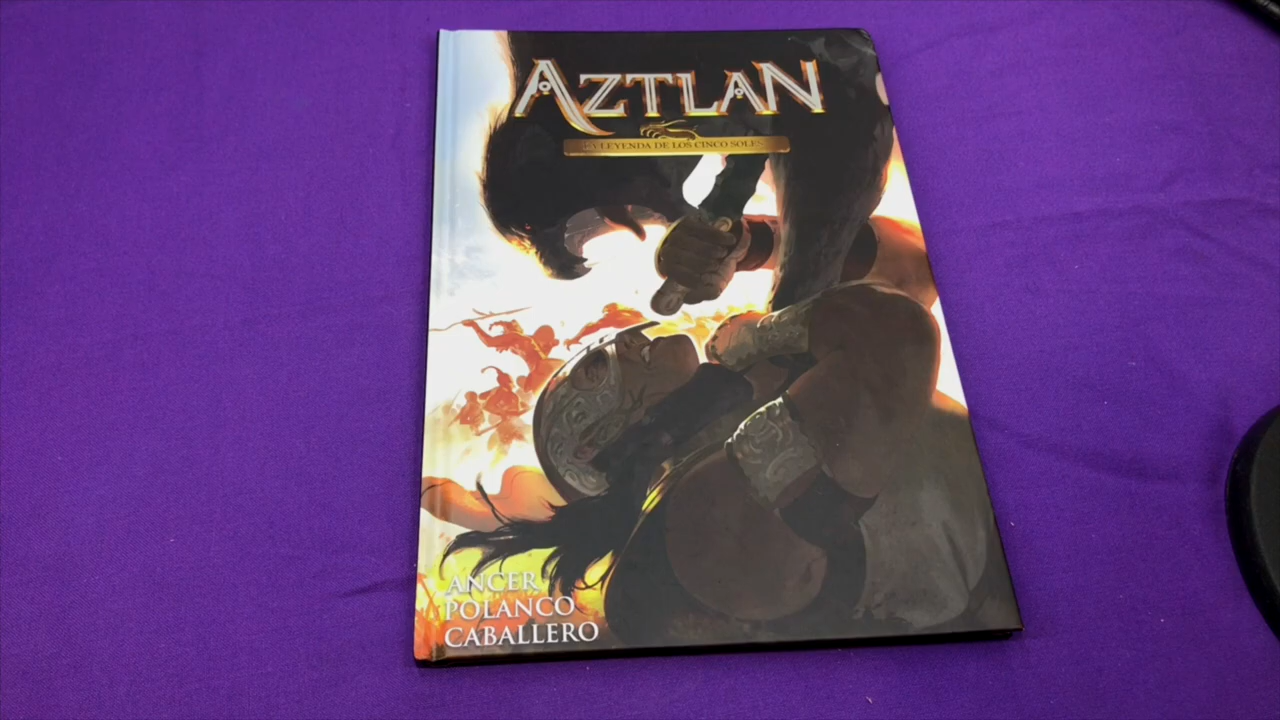 AZTLAN
LA LEYENDA DE LOS CINCO SOLES
ANCER
POLANCO
CABALLERO